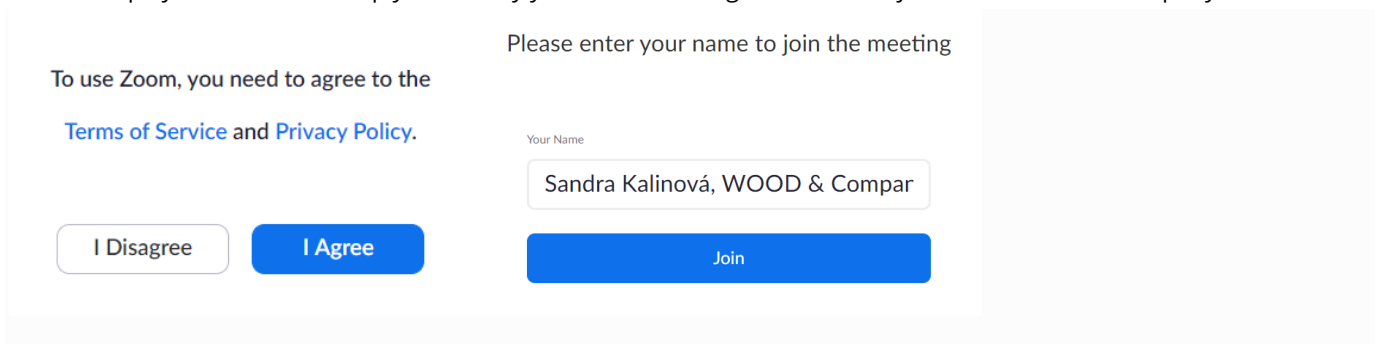 To use Zoom, you need to agree to the
Terms of Service and Privacy Policy.
I Disagree
I Agree
Please enter your name to join the meeting
Your Name
Sandra Kalinová, WOOD & Compar
Join